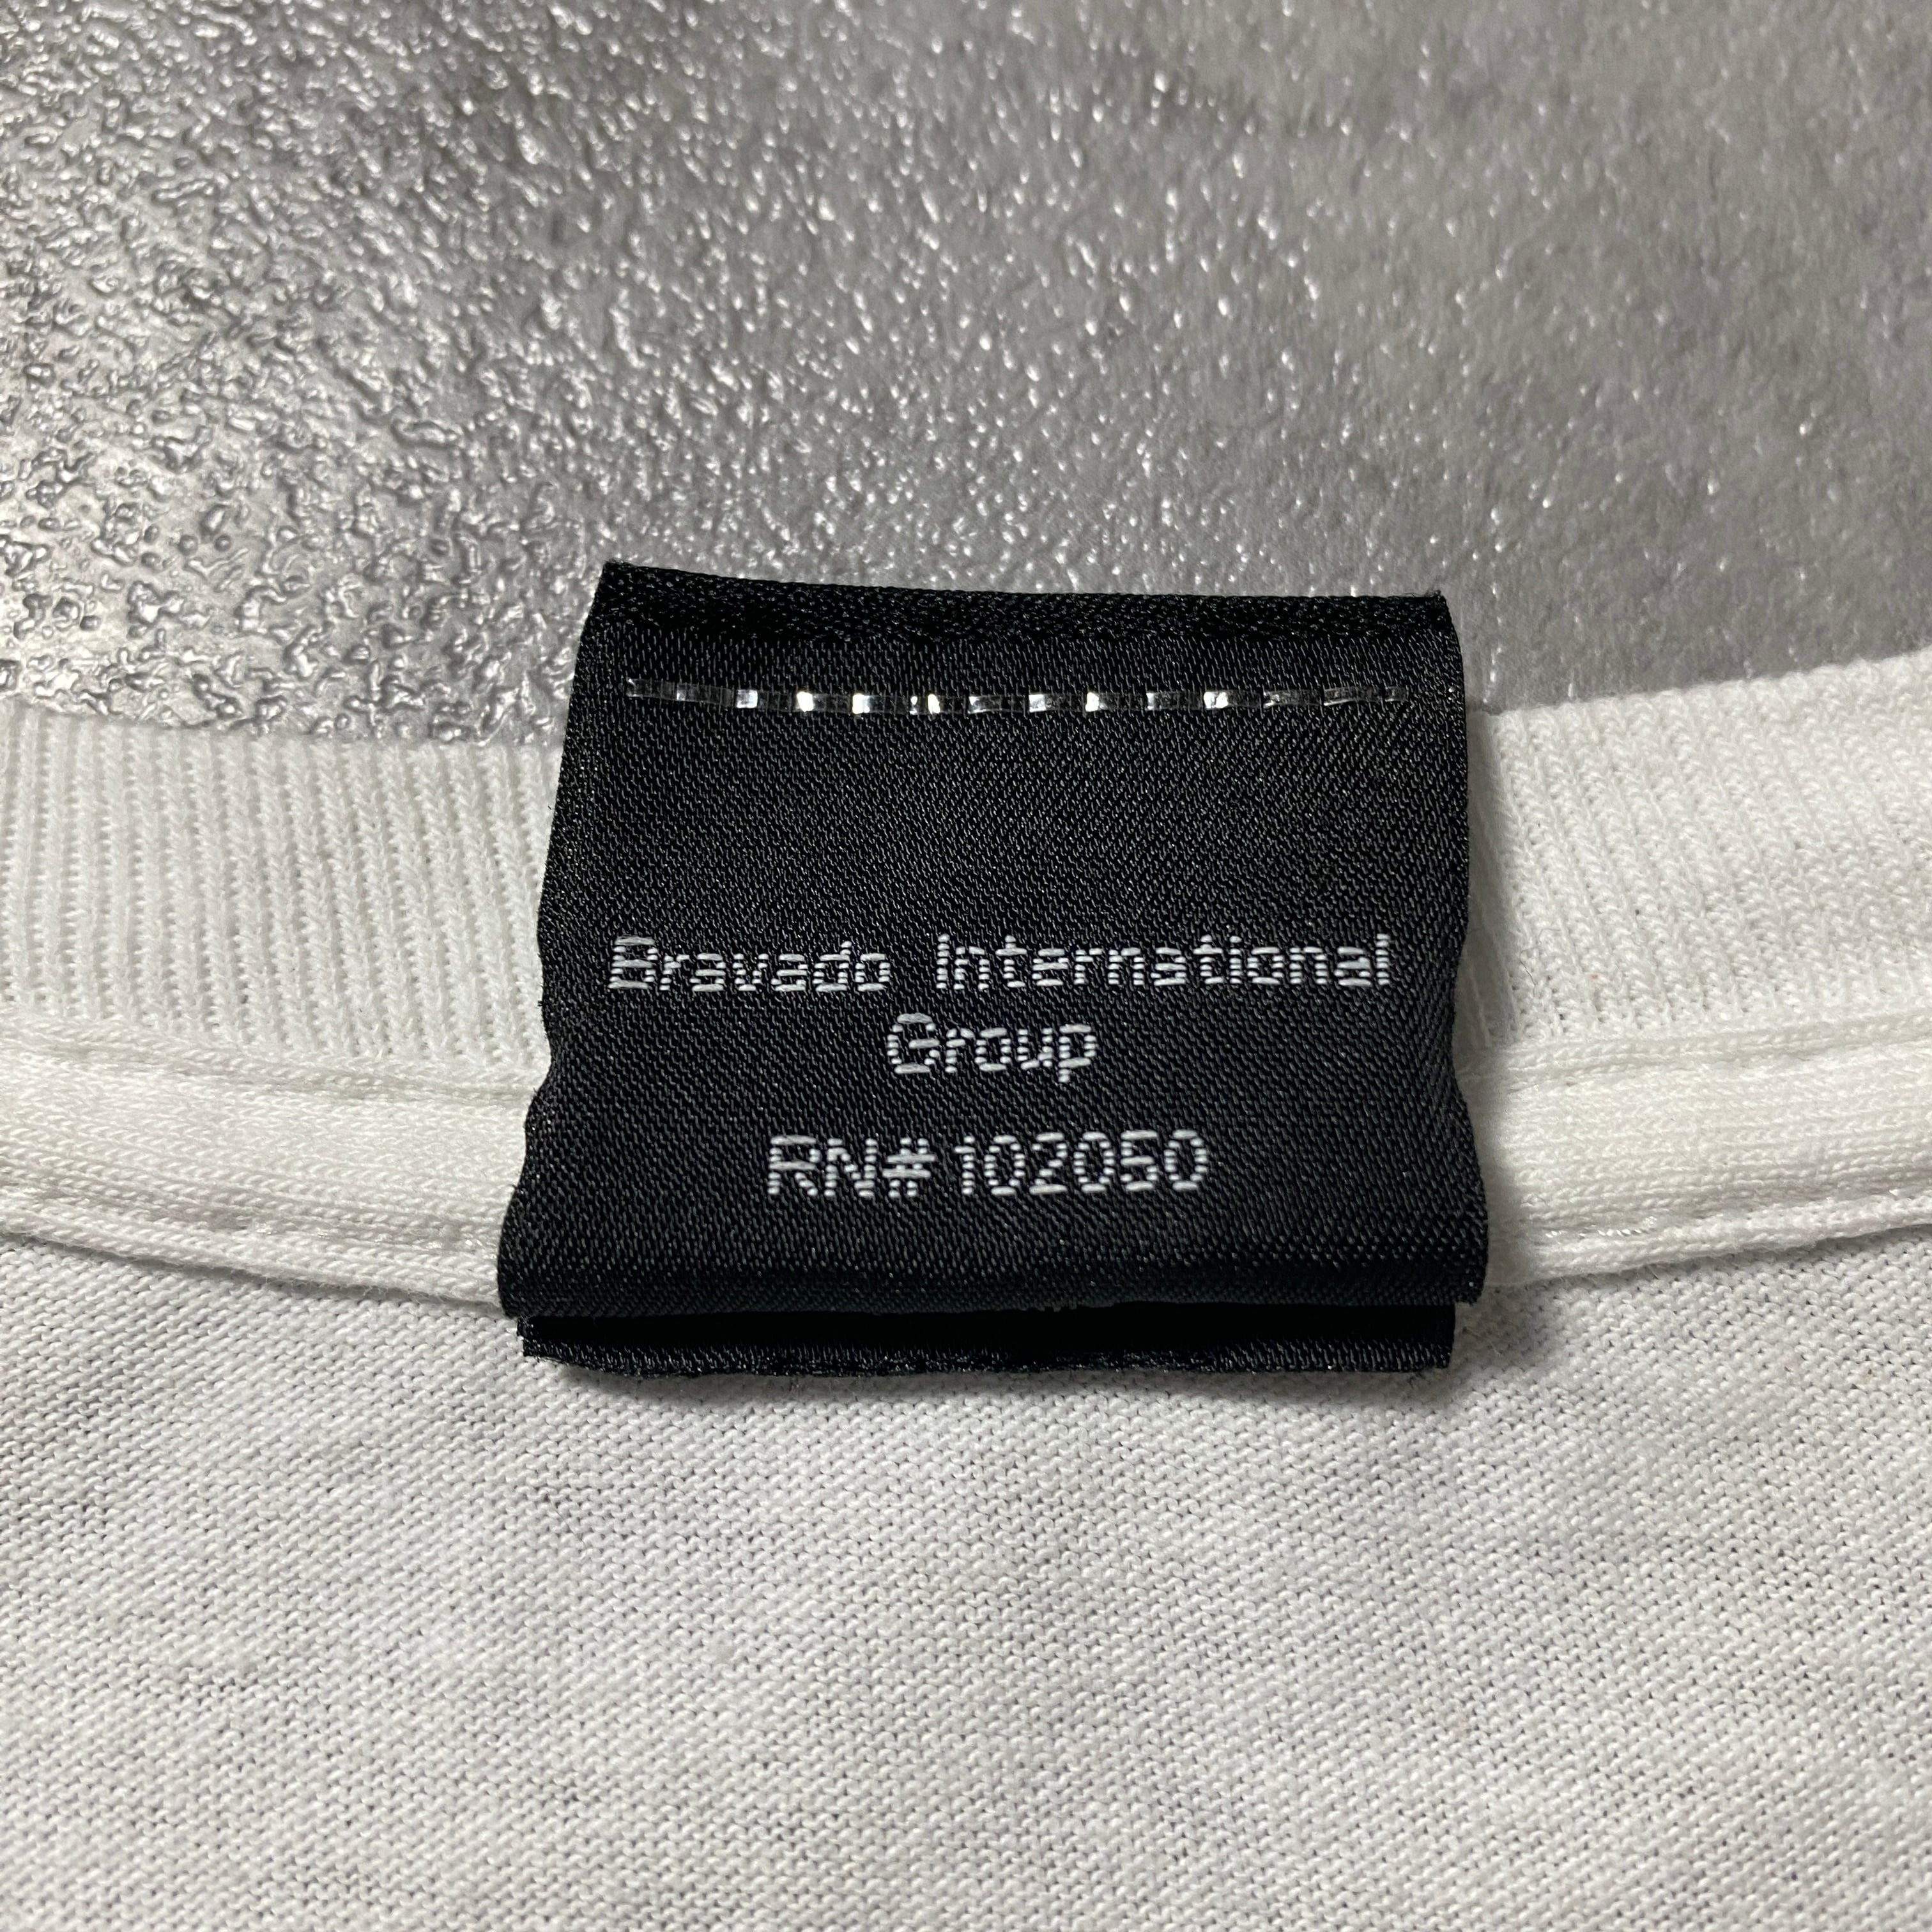 Bravado International
Group
RN# 102050